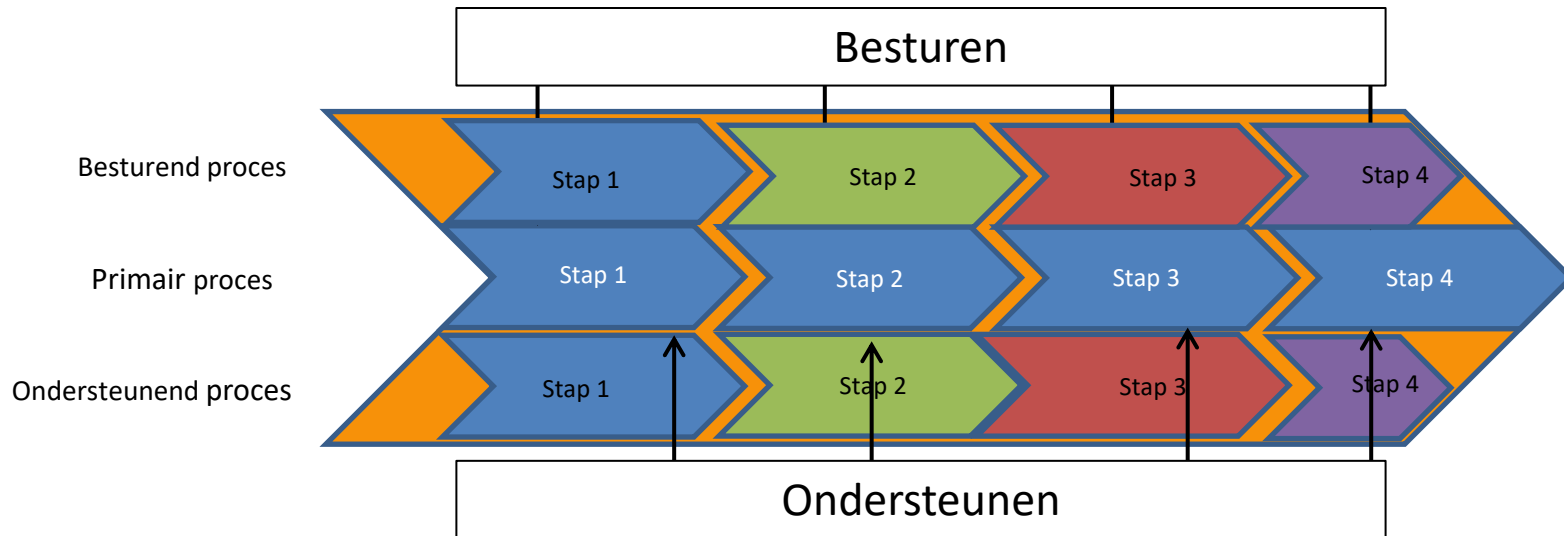 Besturen
Besturend proces
Stap 1
Stap 2
Stap 3
Stap 4
Primair proces
Stap 1
Stap 2
Stap 3
Stap 4
Ondersteunend proces
Stap 1
Stap 2
Stap 3
Stap 4
Ondersteunen